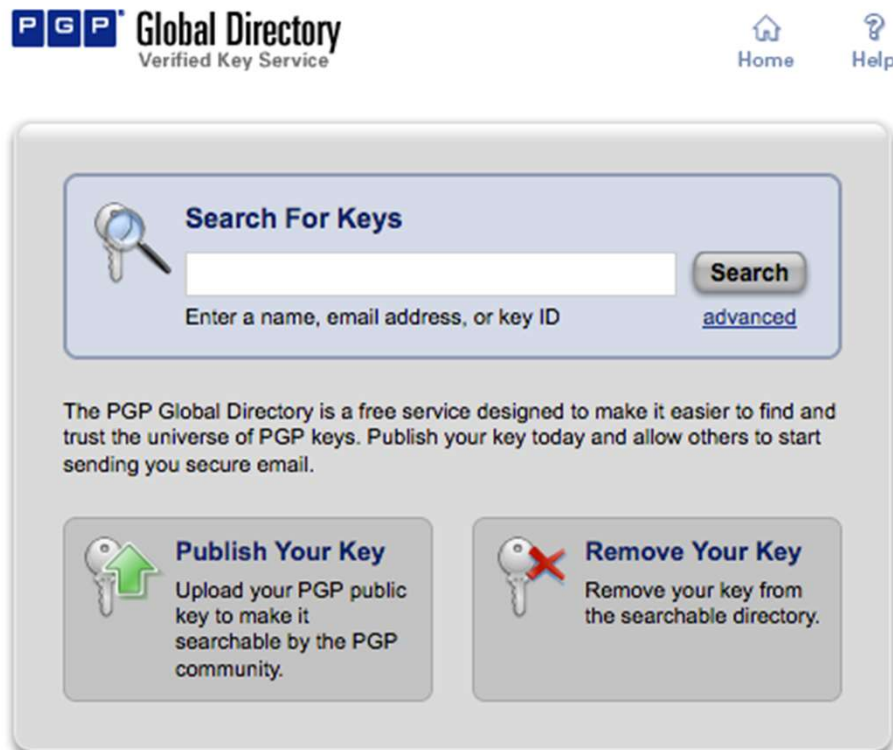 PGP Global Directory
Verified Key Service
Home
Help
Search For Keys
Search
Enter a name, email address, or key ID
advanced
The PGP Global Directory is a free service designed to make it easier to find and
trust the universe of PGP keys. Publish your key today and allow others to start
sending you secure email.
Publish Your Key
Upload your PGP public
key to make it
searchable by the PGP
community.
Remove Your Key
Remove your key from
the searchable directory.